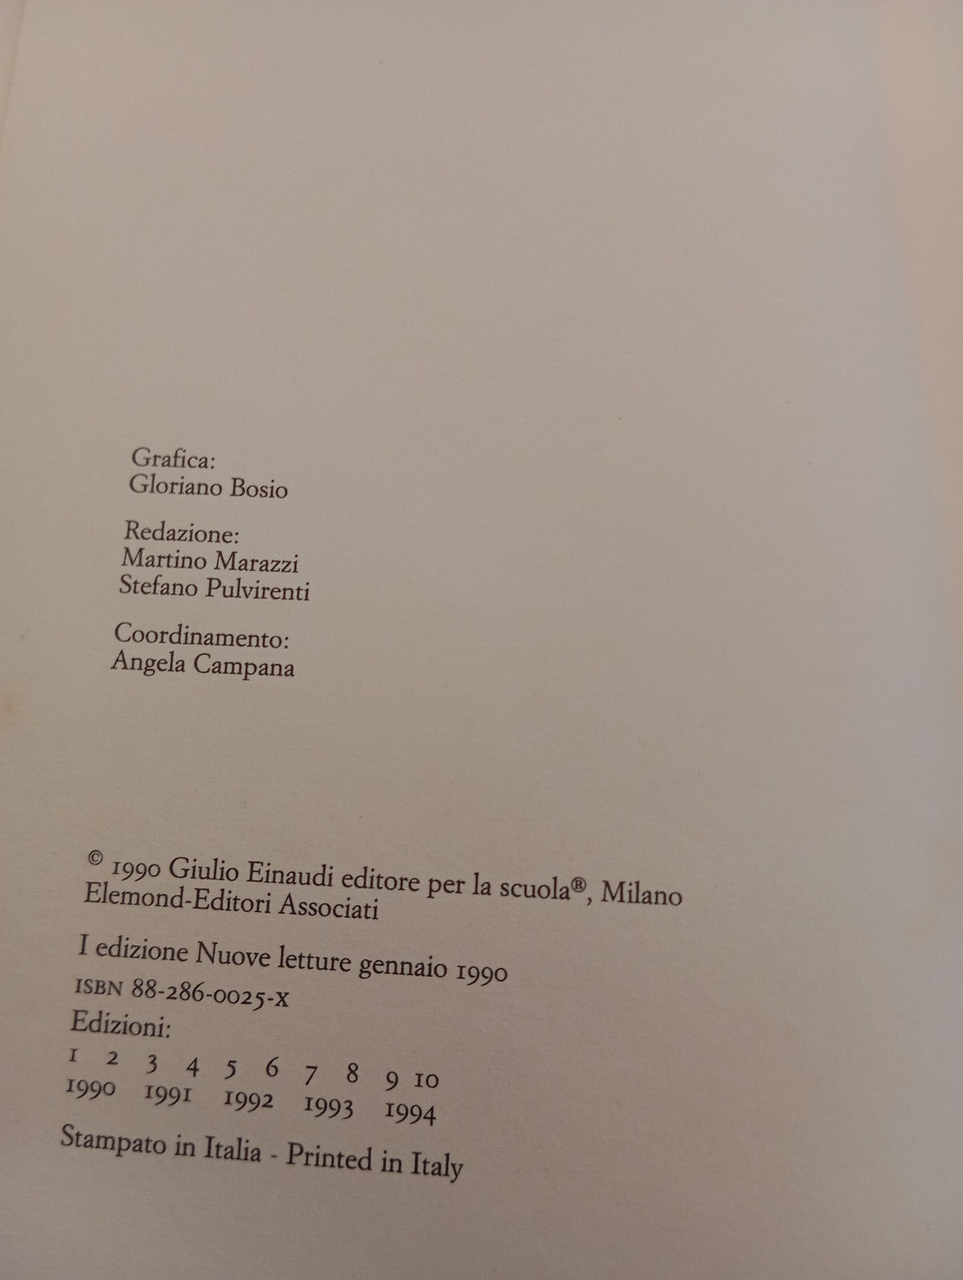 Grafica:
Gloriano Bosio
Redazione:
Martino Marazzi
Stefano Pulvirenti
Coordinamento:
Angela Campana
© 1990 Giulio Einaudi editore per la scuola®, Milano
Elemond-Editori Associati
I edizione Nuove letture gennaio 1990
ISBN 88-286-0025-X
Edizioni:
1 2 3 4 5 6 7 8 9 10
1990 1991 1992 1993 1994
Stampato in Italia - Printed in Italy